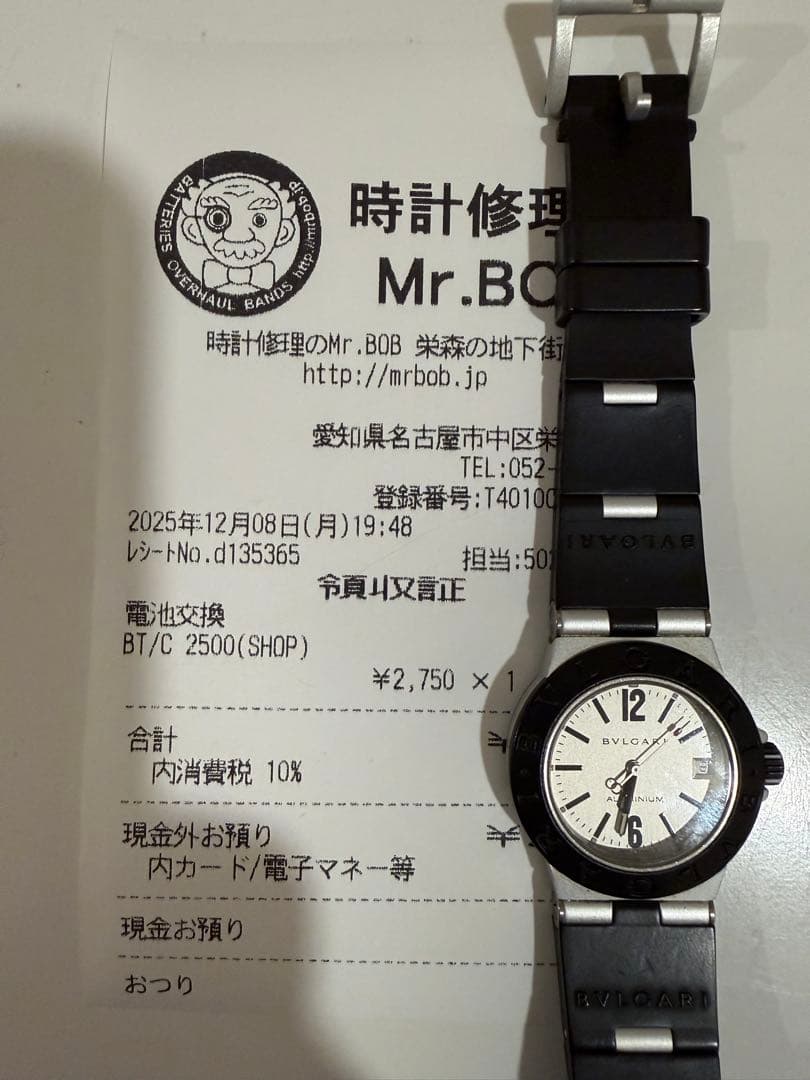 BATTERIES OVERHAUL BANDS http://mrbob.jp
時計修理
Mr.BO
時計修理のMr.BOB 栄森の地下街
http://mrbob.jp
愛知県名古屋市中区栄
TEL:052-
登録番号:T40100
2025年12月08日(月)19:48
レシートNo.d135365
担当:502
領収証
電池交換
BT/C 2500(SHOP)
¥2,750 × 1
合計
内消費税 10%
現金外お預り
¥
内カード/電子マネー等
現金お預り
おつり
BVLGARI
BVLGARI
12
BVLGARI
ALUMINIUM
6
BVLGARI